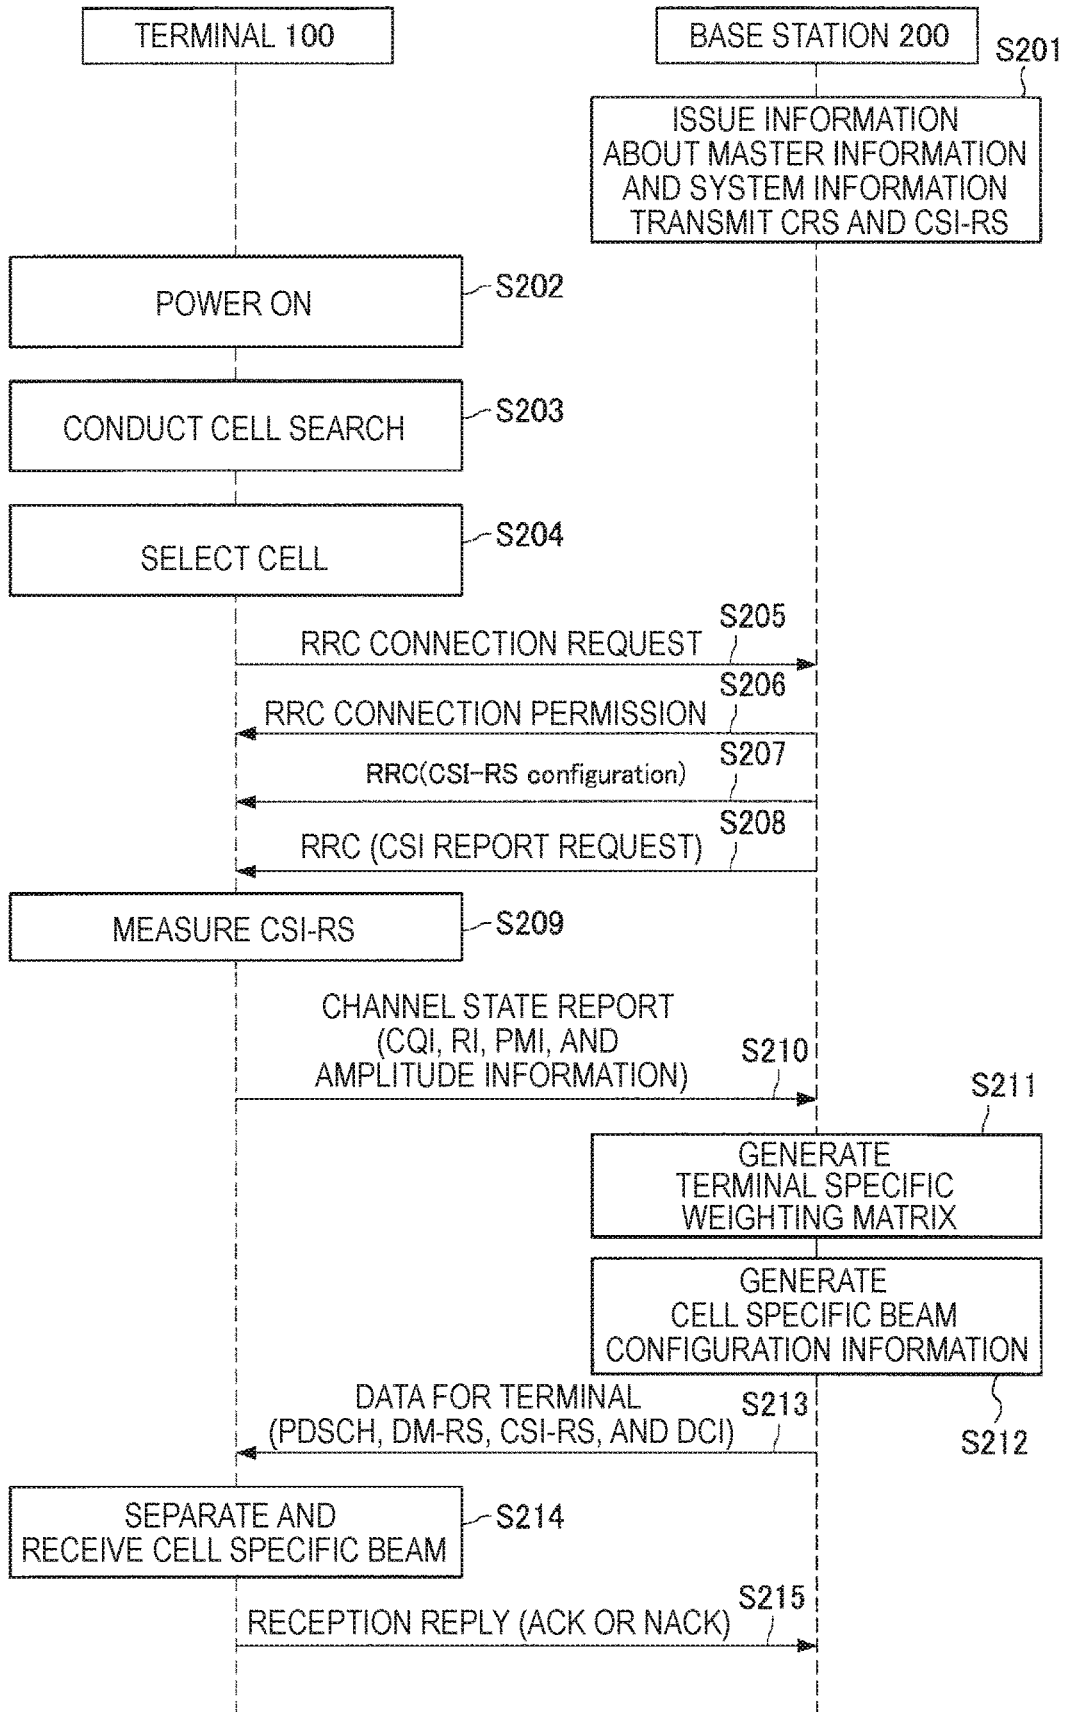 TERMINAL 100
BASE STATION 200
S201
ISSUE INFORMATION
ABOUT MASTER INFORMATION
AND SYSTEM INFORMATION
TRANSMIT CRS AND CSI-RS
POWER ON
S202
CONDUCT CELL SEARCH
S203
SELECT CELL
S204
S205
RRC CONNECTION REQUEST
S206
RRC CONNECTION PERMISSION
S207
RRC(CSI-RS configuration)
S208
RRC (CSI REPORT REQUEST)
MEASURE CSI-RS
S209
CHANNEL STATE REPORT
(CQI, RI, PMI, AND
AMPLITUDE INFORMATION)
S210
S211
GENERATE
TERMINAL SPECIFIC
WEIGHTING MATRIX
GENERATE
CELL SPECIFIC BEAM
CONFIGURATION INFORMATION
S212
DATA FOR TERMINAL
(PDSCH, DM-RS, CSI-RS, AND DCI)
S213
SEPARATE AND
RECEIVE CELL SPECIFIC BEAM
S214
S215
RECEPTION REPLY (ACK OR NACK)